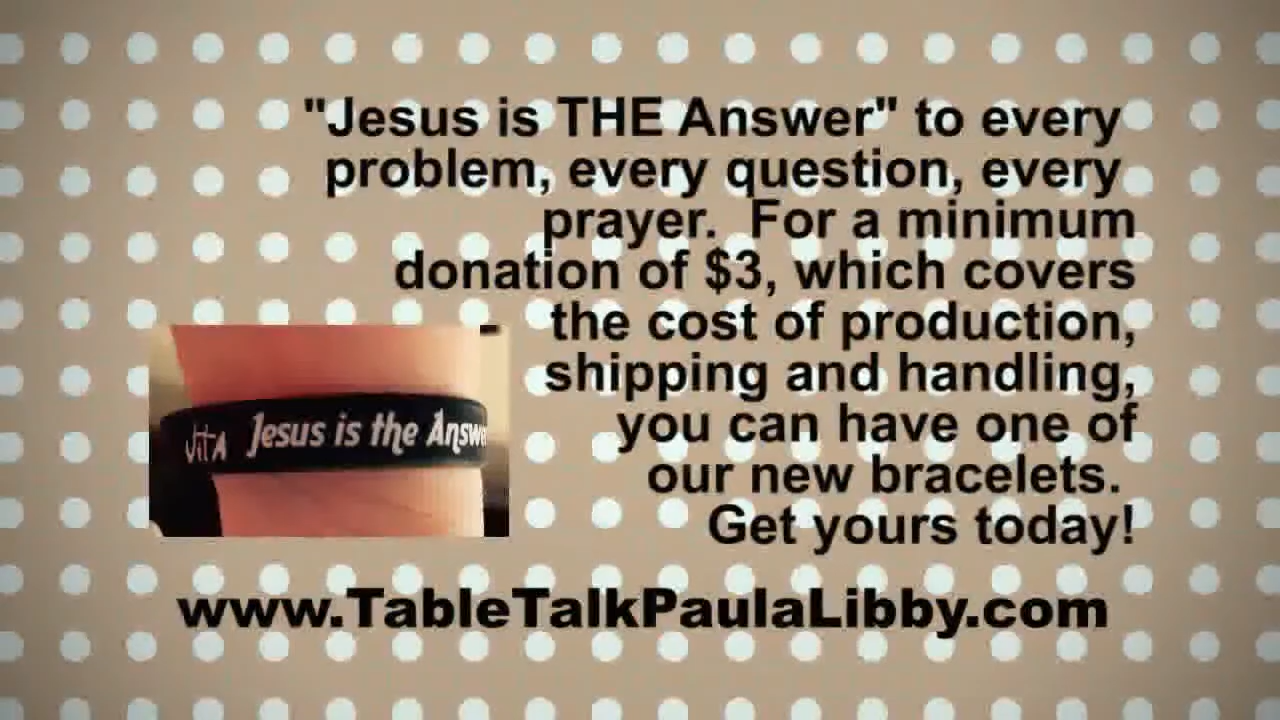 "Jesus is THE Answer" to every
problem, every question, every
prayer. For a minimum
donation of $3, which covers
the cost of production,
shipping and handling,
you can have one of
our new bracelets.
Get yours today!
JitA Jesus is the Answe
www.TableTalkPaulaLibby.com